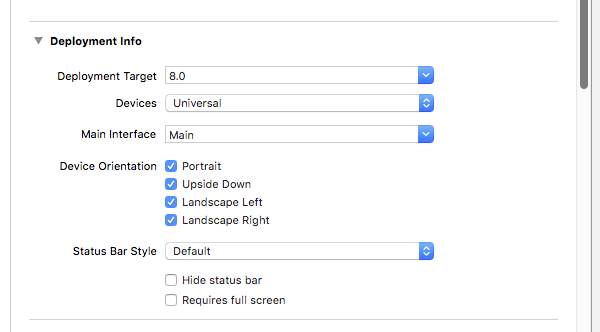 Deployment Info
Deployment Target 8.0
Devices Universal
Main Interface Main
Device Orientation Portrait
Upside Down
Landscape Left
Landscape Right
Status Bar Style Default
Hide status bar
Requires full screen